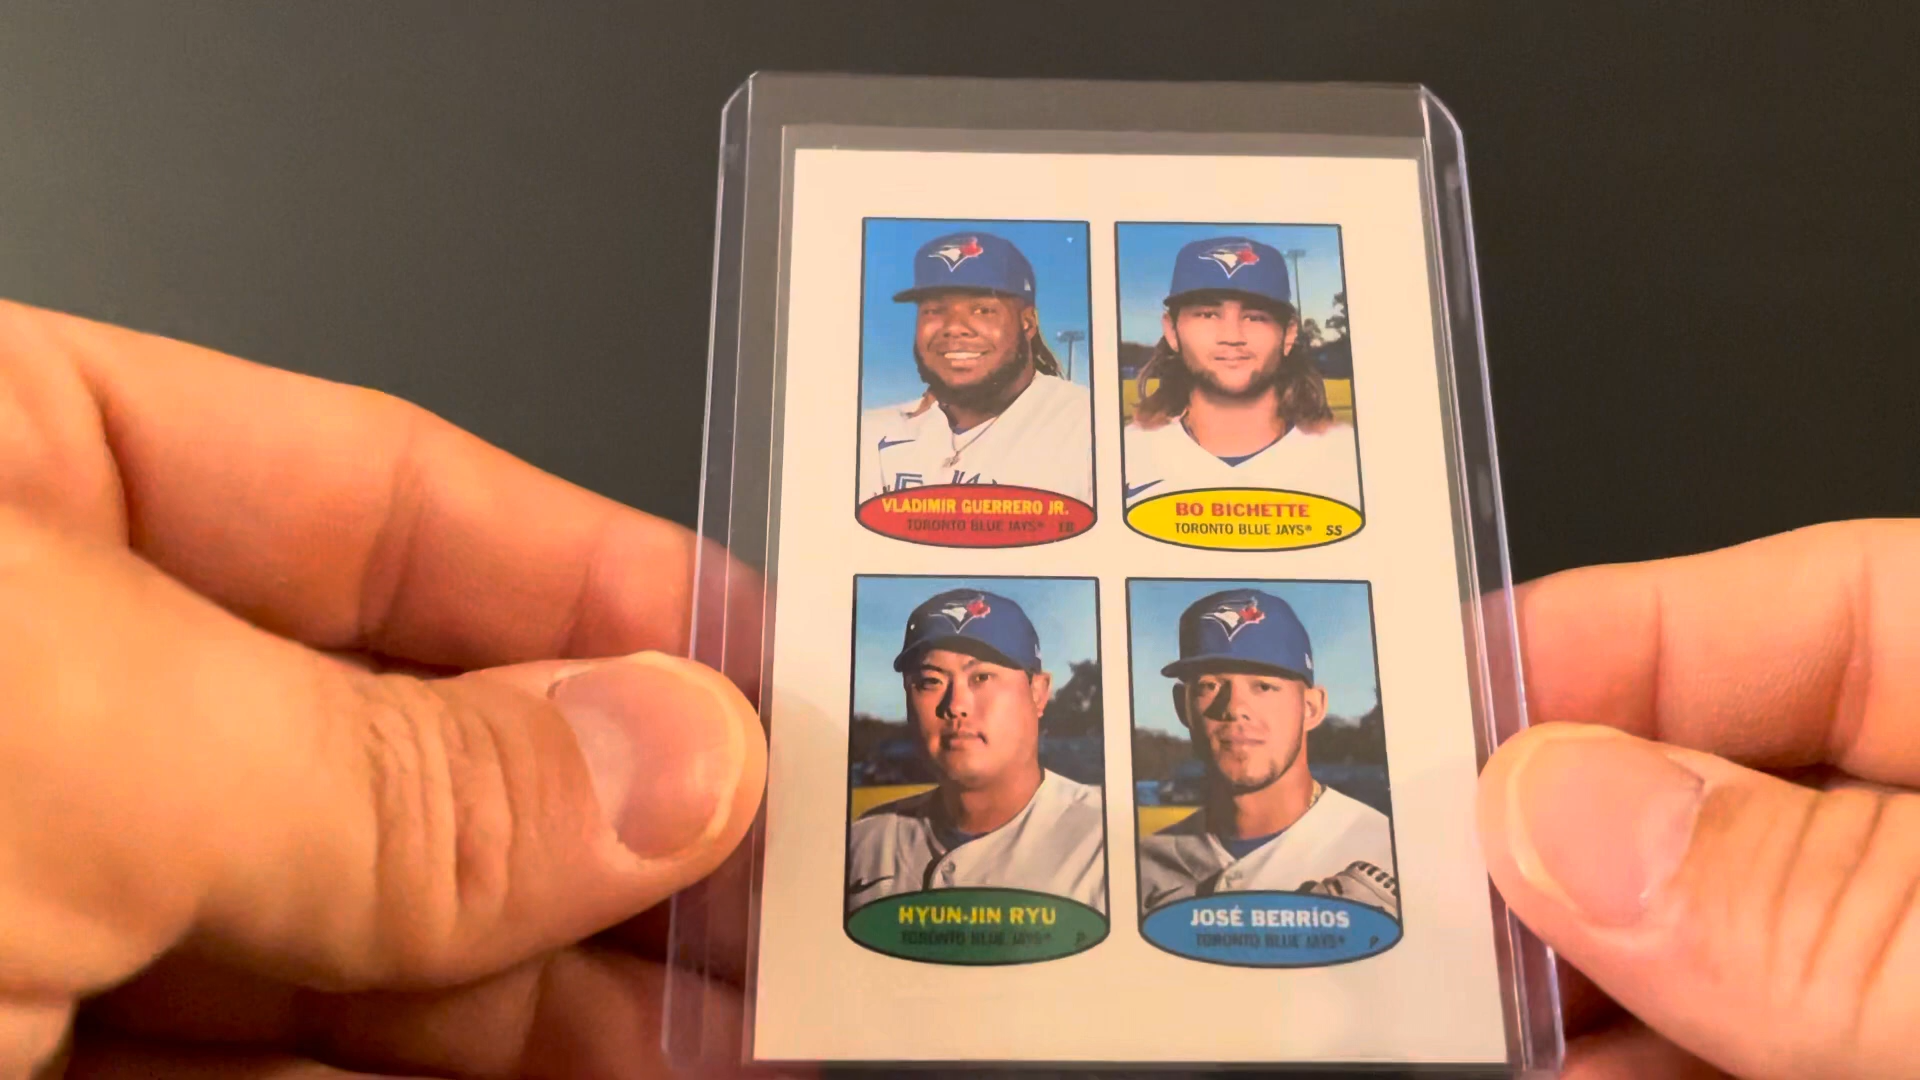 VLADIMIR GUERRERO JR.
TORONTO BLUE JAYS® 1B
BO BICHETTE
TORONTO BLUE JAYS® SS
HYUN-JIN RYU
TORONTO BLUE JAYS® P
JOSÉ BERRÍOS
TORONTO BLUE JAYS® P